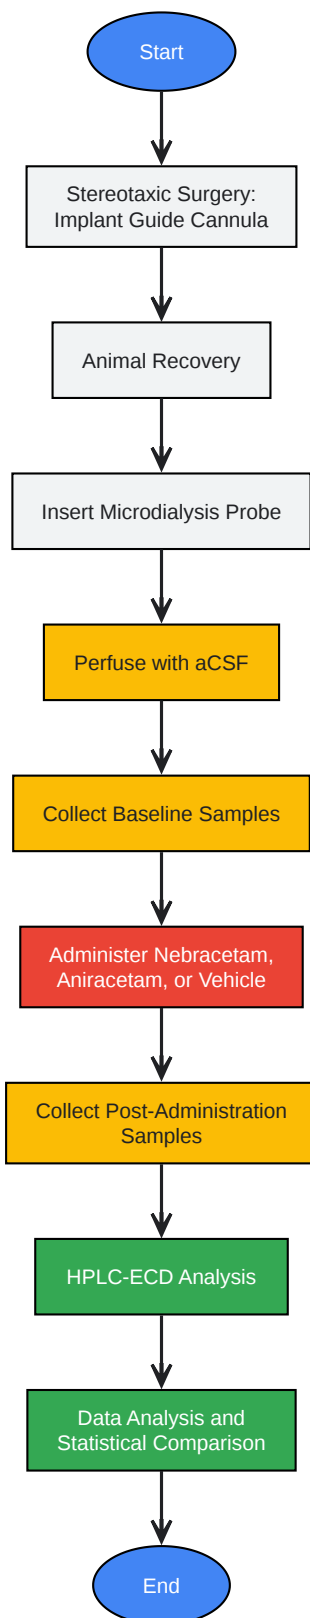 Start
Stereotaxic Surgery:
Implant Guide Cannula
Animal Recovery
Insert Microdialysis Probe
Perfuse with aCSF
Collect Baseline Samples
Administer Nebracetam,
Aniracetam, or Vehicle
Collect Post-Administration
Samples
HPLC-ECD Analysis
Data Analysis and
Statistical Comparison
End